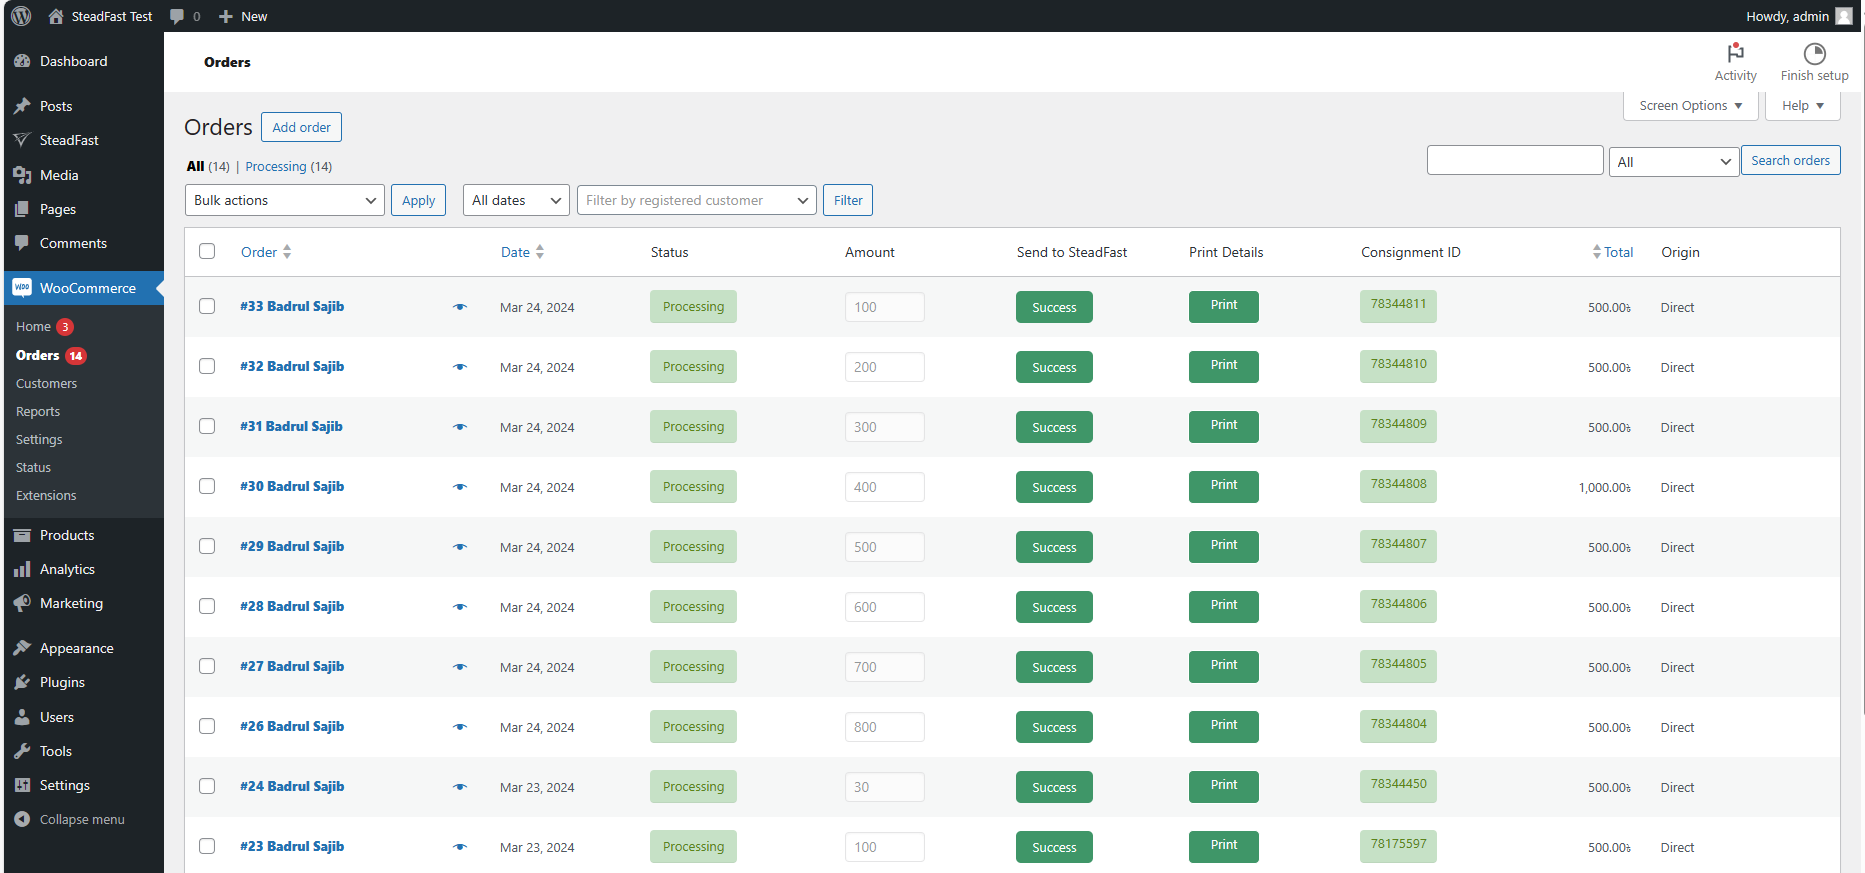 SteadFast Test 0 New Howdy, admin
Dashboard
Posts
SteadFast
Media
Pages
Comments
WooCommerce
Home 3
Orders 14
Customers
Reports
Settings
Status
Extensions
Products
Analytics
Marketing
Appearance
Plugins
Users
Tools
Settings
Collapse menu
Orders
Activity Finish setup
Screen Options Help
Orders Add order
All (14) | Processing (14)
All Search orders
Bulk actions Apply All dates Filter by registered customer Filter
Order Date Status Amount Send to SteadFast Print Details Consignment ID Total Origin
#33 Badrul Sajib Mar 24, 2024 Processing 100 Success Print 78344811 500.00৳ Direct
#32 Badrul Sajib Mar 24, 2024 Processing 200 Success Print 78344810 500.00৳ Direct
#31 Badrul Sajib Mar 24, 2024 Processing 300 Success Print 78344809 500.00৳ Direct
#30 Badrul Sajib Mar 24, 2024 Processing 400 Success Print 78344808 1,000.00৳ Direct
#29 Badrul Sajib Mar 24, 2024 Processing 500 Success Print 78344807 500.00৳ Direct
#28 Badrul Sajib Mar 24, 2024 Processing 600 Success Print 78344806 500.00৳ Direct
#27 Badrul Sajib Mar 24, 2024 Processing 700 Success Print 78344805 500.00৳ Direct
#26 Badrul Sajib Mar 24, 2024 Processing 800 Success Print 78344804 500.00৳ Direct
#24 Badrul Sajib Mar 23, 2024 Processing 30 Success Print 78344450 500.00৳ Direct
#23 Badrul Sajib Mar 23, 2024 Processing 100 Success Print 78175597 500.00৳ Direct